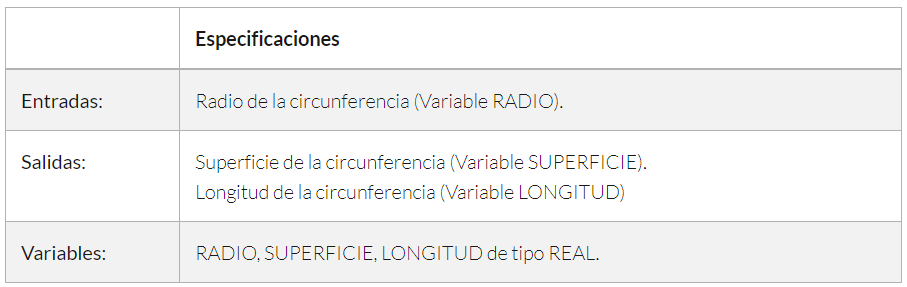 Especificaciones
Entradas: Radio de la circunferencia (Variable RADIO).
Salidas: Superficie de la circunferencia (Variable SUPERFICIE).
Longitud de la circunferencia (Variable LONGITUD)
Variables: RADIO, SUPERFICIE, LONGITUD de tipo REAL.